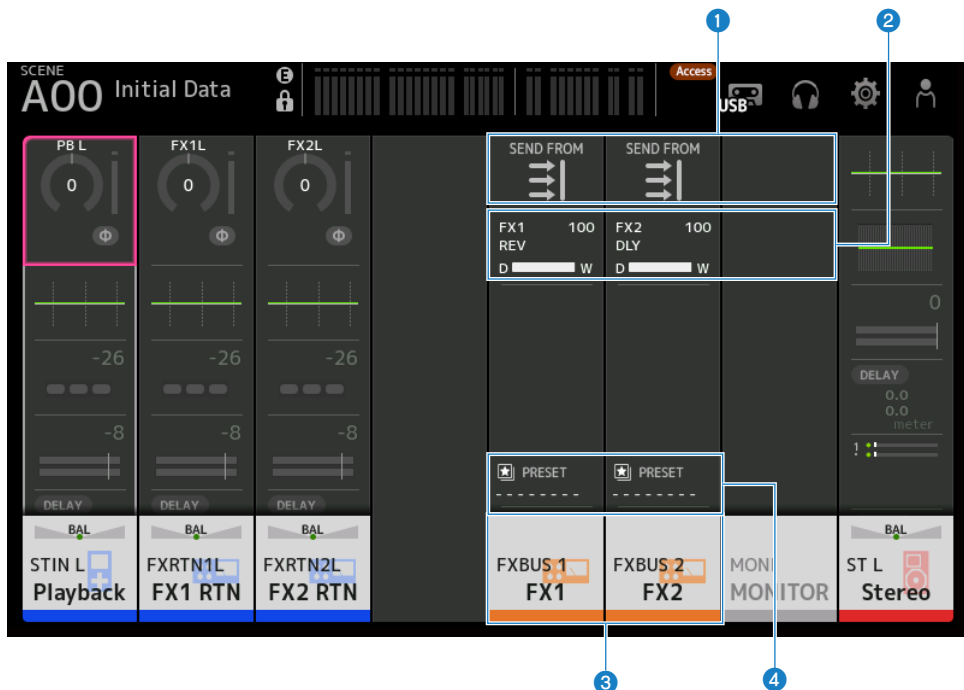 1 2
SCENE
A00 Initial Data
E
Access
USB
PB L FX1L FX2L SEND FROM SEND FROM
0 0 0
Φ Φ Φ
FX1 100 FX2 100
REV DLY
D W D W
0
-26 -26 -26
DELAY
0.0
0.0
meter
-8 -8 -8
1
PRESET PRESET
-------- --------
DELAY DELAY DELAY
BAL BAL BAL BAL
STIN L FXRTN1L FXRTN2L FXBUS 1 FXBUS 2 MONI ST L
Playback FX1 RTN FX2 RTN FX1 FX2 MONITOR Stereo
3 4